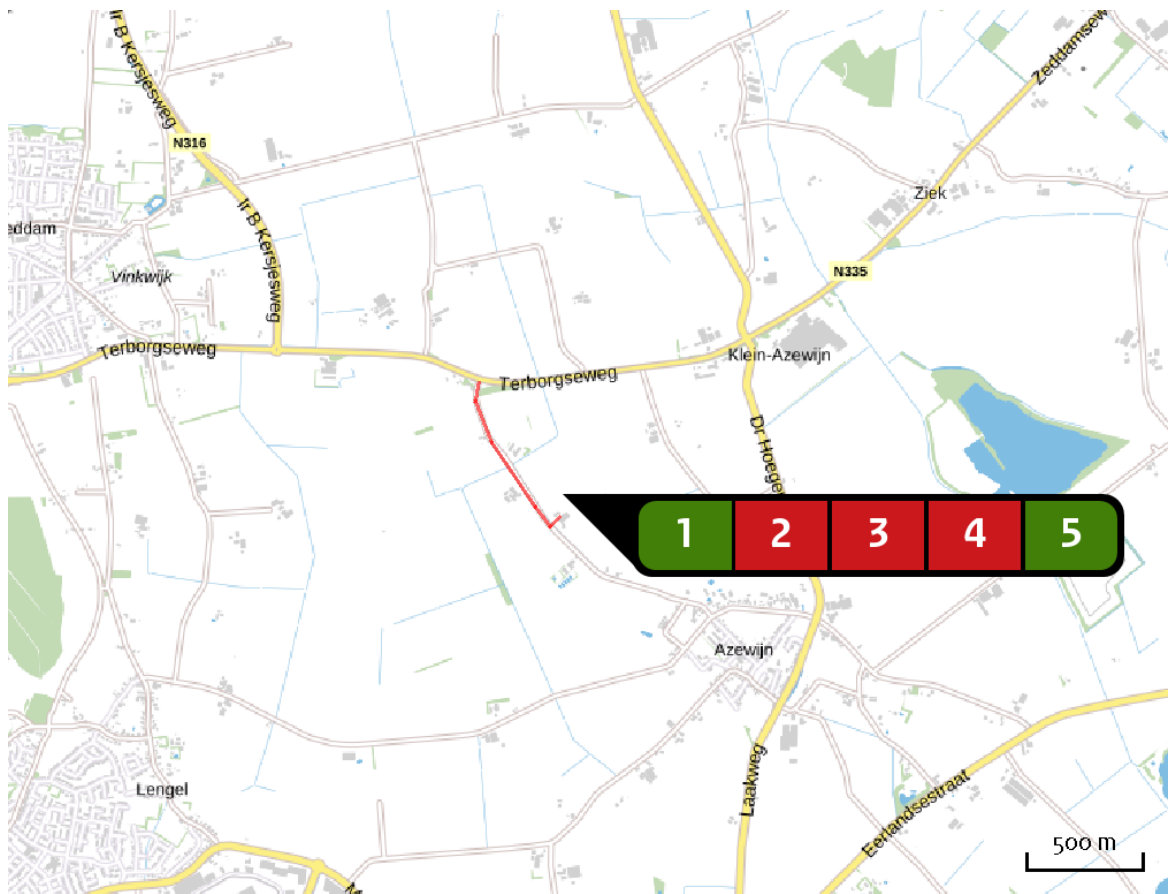 Ir B Kersjesweg
Zeddamsew
N316
Ziek
eddam
Ir B Kersjesweg
Vinkwijk
N335
Terborgseweg
Klein-Azewijn
Terborgseweg
Dr Hoege
1 2 3 4 5
Azewijn
Laakweg
Lengel
Eerlandsestraat
500 m